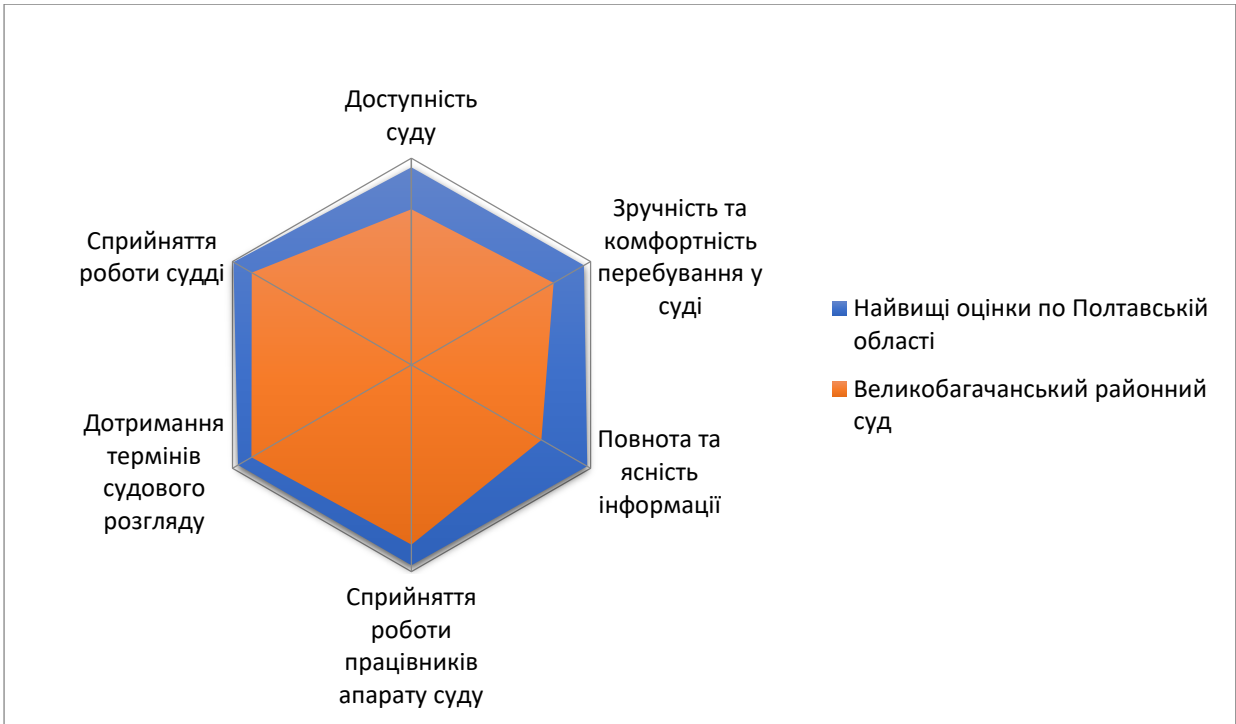 Доступність
суду
Зручність та
комфортність
перебування у
суді
Повнота та
ясність
інформації
Сприйняття
роботи
працівників
апарату суду
Дотримання
термінів
судового
розгляду
Сприйняття
роботи судді
Найвищі оцінки по Полтавській
області
Великобагачанський районний
суд